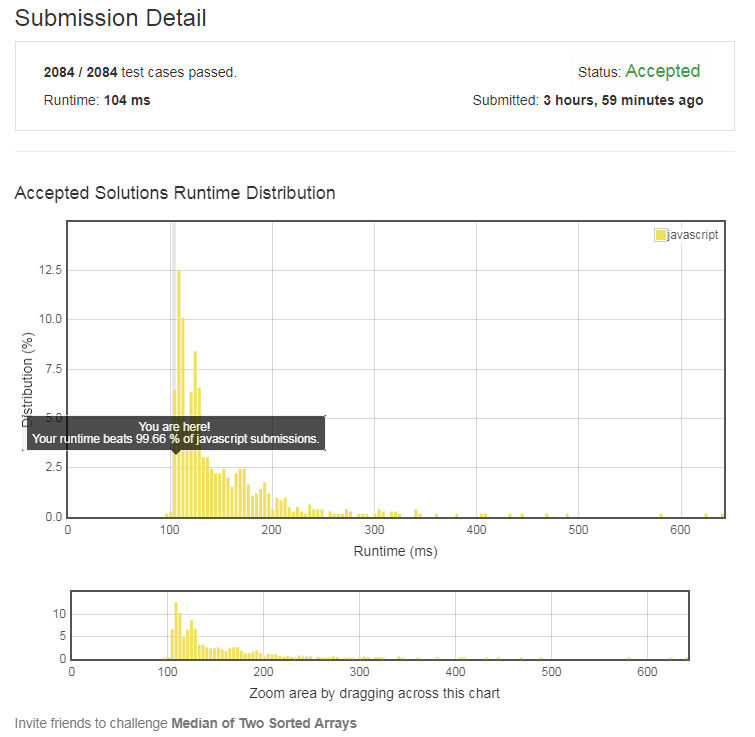 Submission Detail
2084 / 2084 test cases passed.
Status: Accepted
Runtime: 104 ms
Submitted: 3 hours, 59 minutes ago
Accepted Solutions Runtime Distribution
javascript
Distribution (%)
12.5
10.0
7.5
5.0
2.5
0.0
You are here!
Your runtime beats 99.66 % of javascript submissions.
0 100 200 300 400 500 600
Runtime (ms)
10
5
0
0 100 200 300 400 500 600
Zoom area by dragging across this chart
Invite friends to challenge Median of Two Sorted Arrays